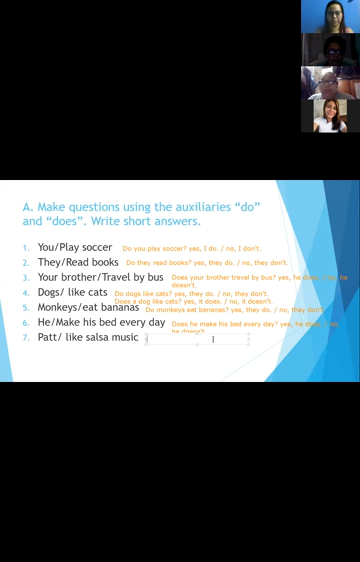 A. Make questions using the auxiliaries “do”
and “does”. Write short answers.
1. You/Play soccer Do you play soccer? yes, I do. / no, I don't.
2. They/Read books Do they read books? yes, they do. / no, they don't.
3. Your brother/Travel by bus Does your brother travel by bus? yes, he he
doesn't.
4. Dogs/ like cats Do dogs like cats? yes, they do. / no, they don't.
Does a dog like cats? yes, it does. / no, it doesn't.
5. Monkeys/eat bananas Do monkeys eat bananas? yes, they do. / no, they don't
6. He/Make his bed every day Does he make his bed every day? yes, he
he doesn't
7. Patt/ like salsa music